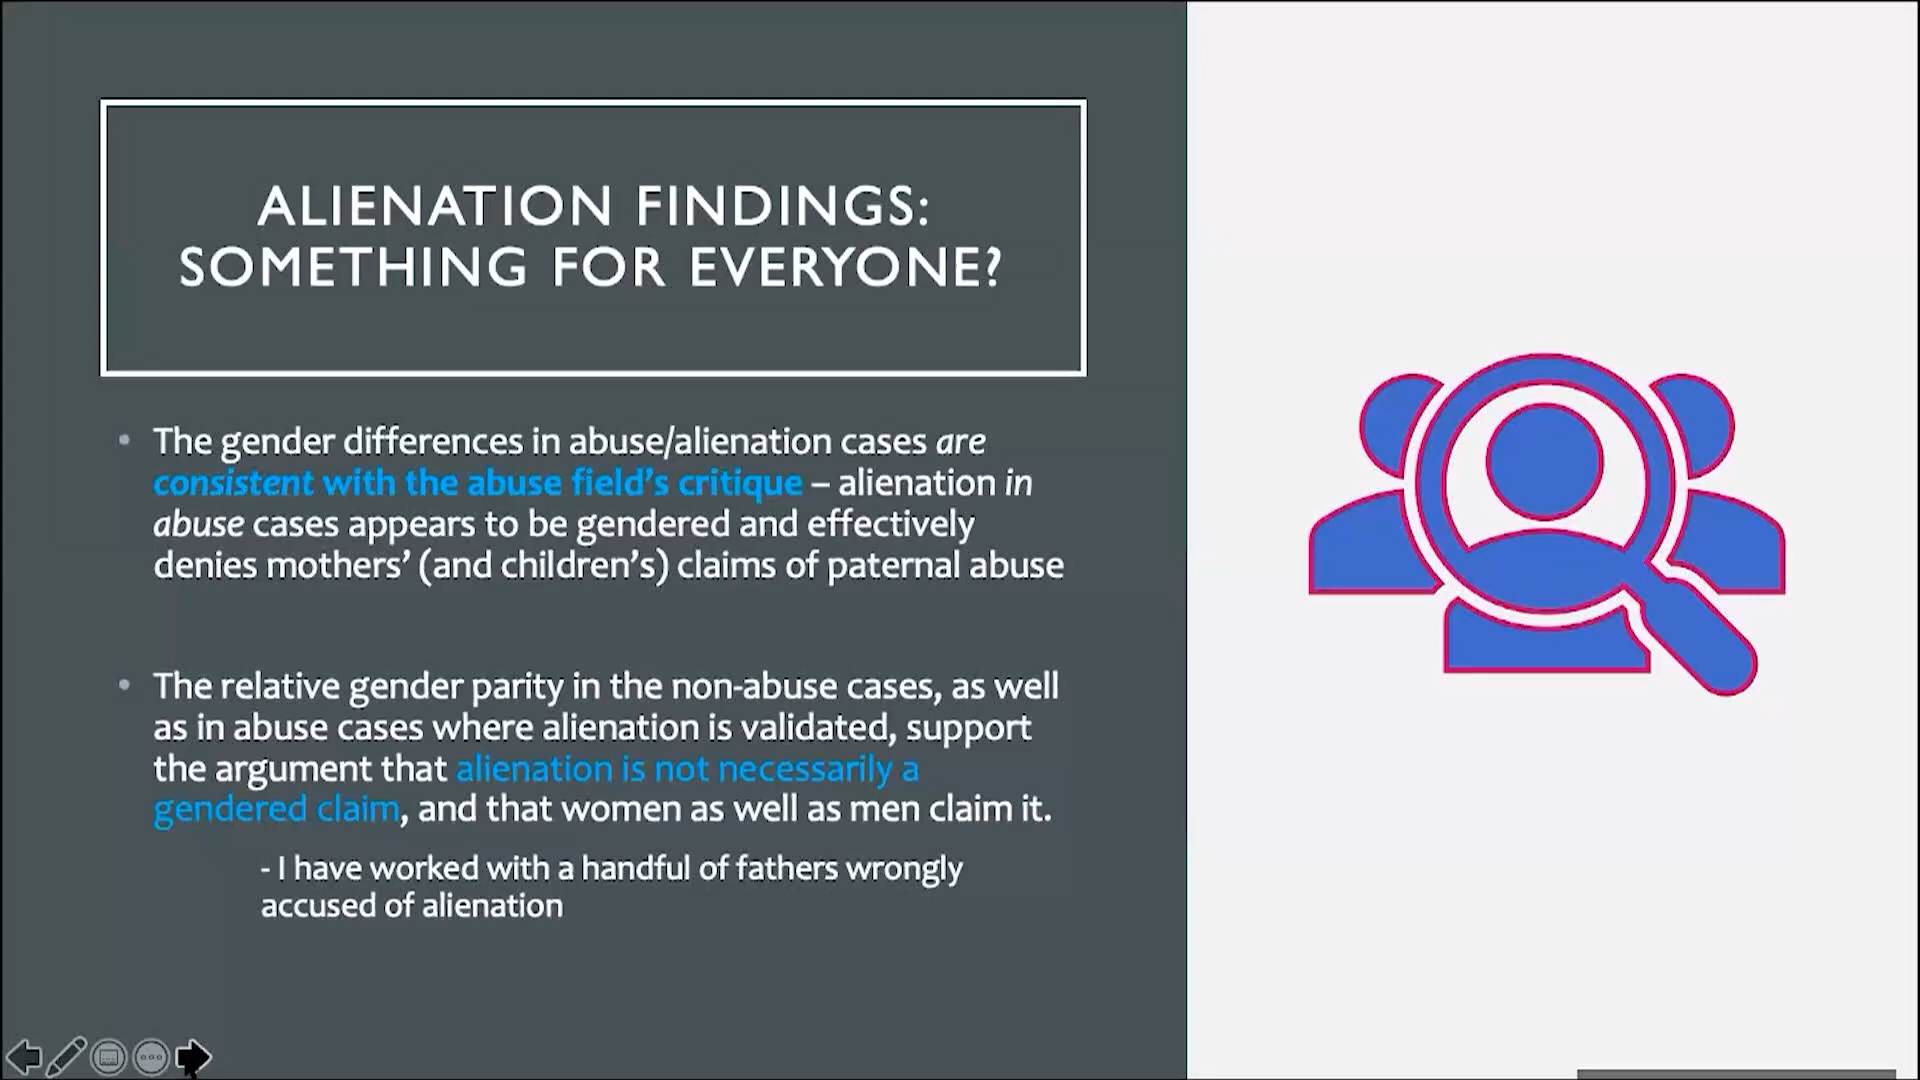 ALIENATION FINDINGS:
SOMETHING FOR EVERYONE?
• The gender differences in abuse/alienation cases are
consistent with the abuse field's critique – alienation in
abuse cases appears to be gendered and effectively
denies mothers' (and children's) claims of paternal abuse
• The relative gender parity in the non-abuse cases, as well
as in abuse cases where alienation is validated, support
the argument that alienation is not necessarily a
gendered claim, and that women as well as men claim it.
- I have worked with a handful of fathers wrongly
accused of alienation